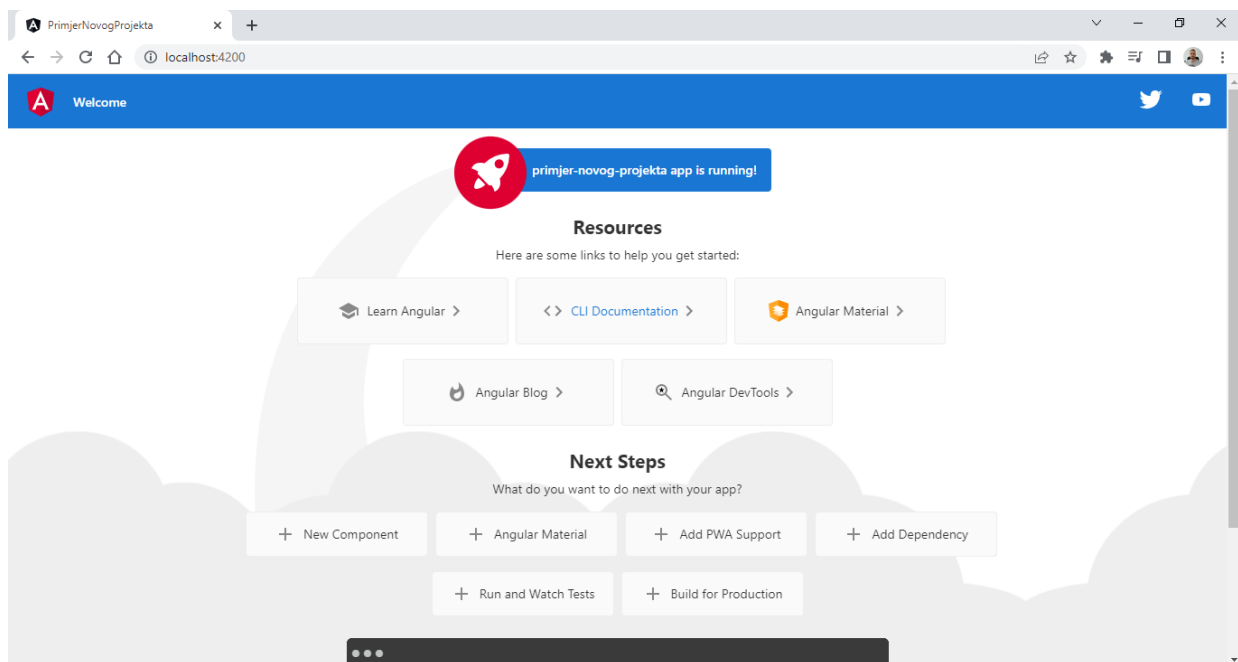 PrimjerNovogProjekta
localhost:4200
Welcome
primjer-novog-projekta app is running!
Resources
Here are some links to help you get started:
Learn Angular
CLI Documentation
Angular Material
Angular Blog
Angular DevTools
Next Steps
What do you want to do next with your app?
New Component
Angular Material
Add PWA Support
Add Dependency
Run and Watch Tests
Build for Production